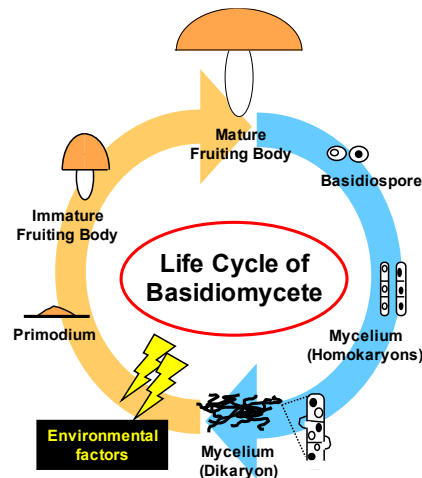 Mature
Fruiting Body
Basidiospore
Immature
Fruiting Body
Life Cycle of
Basidiomycete
Mycelium
(Homokaryons)
Primodium
Environmental
factors
Mycelium
(Dikaryon)